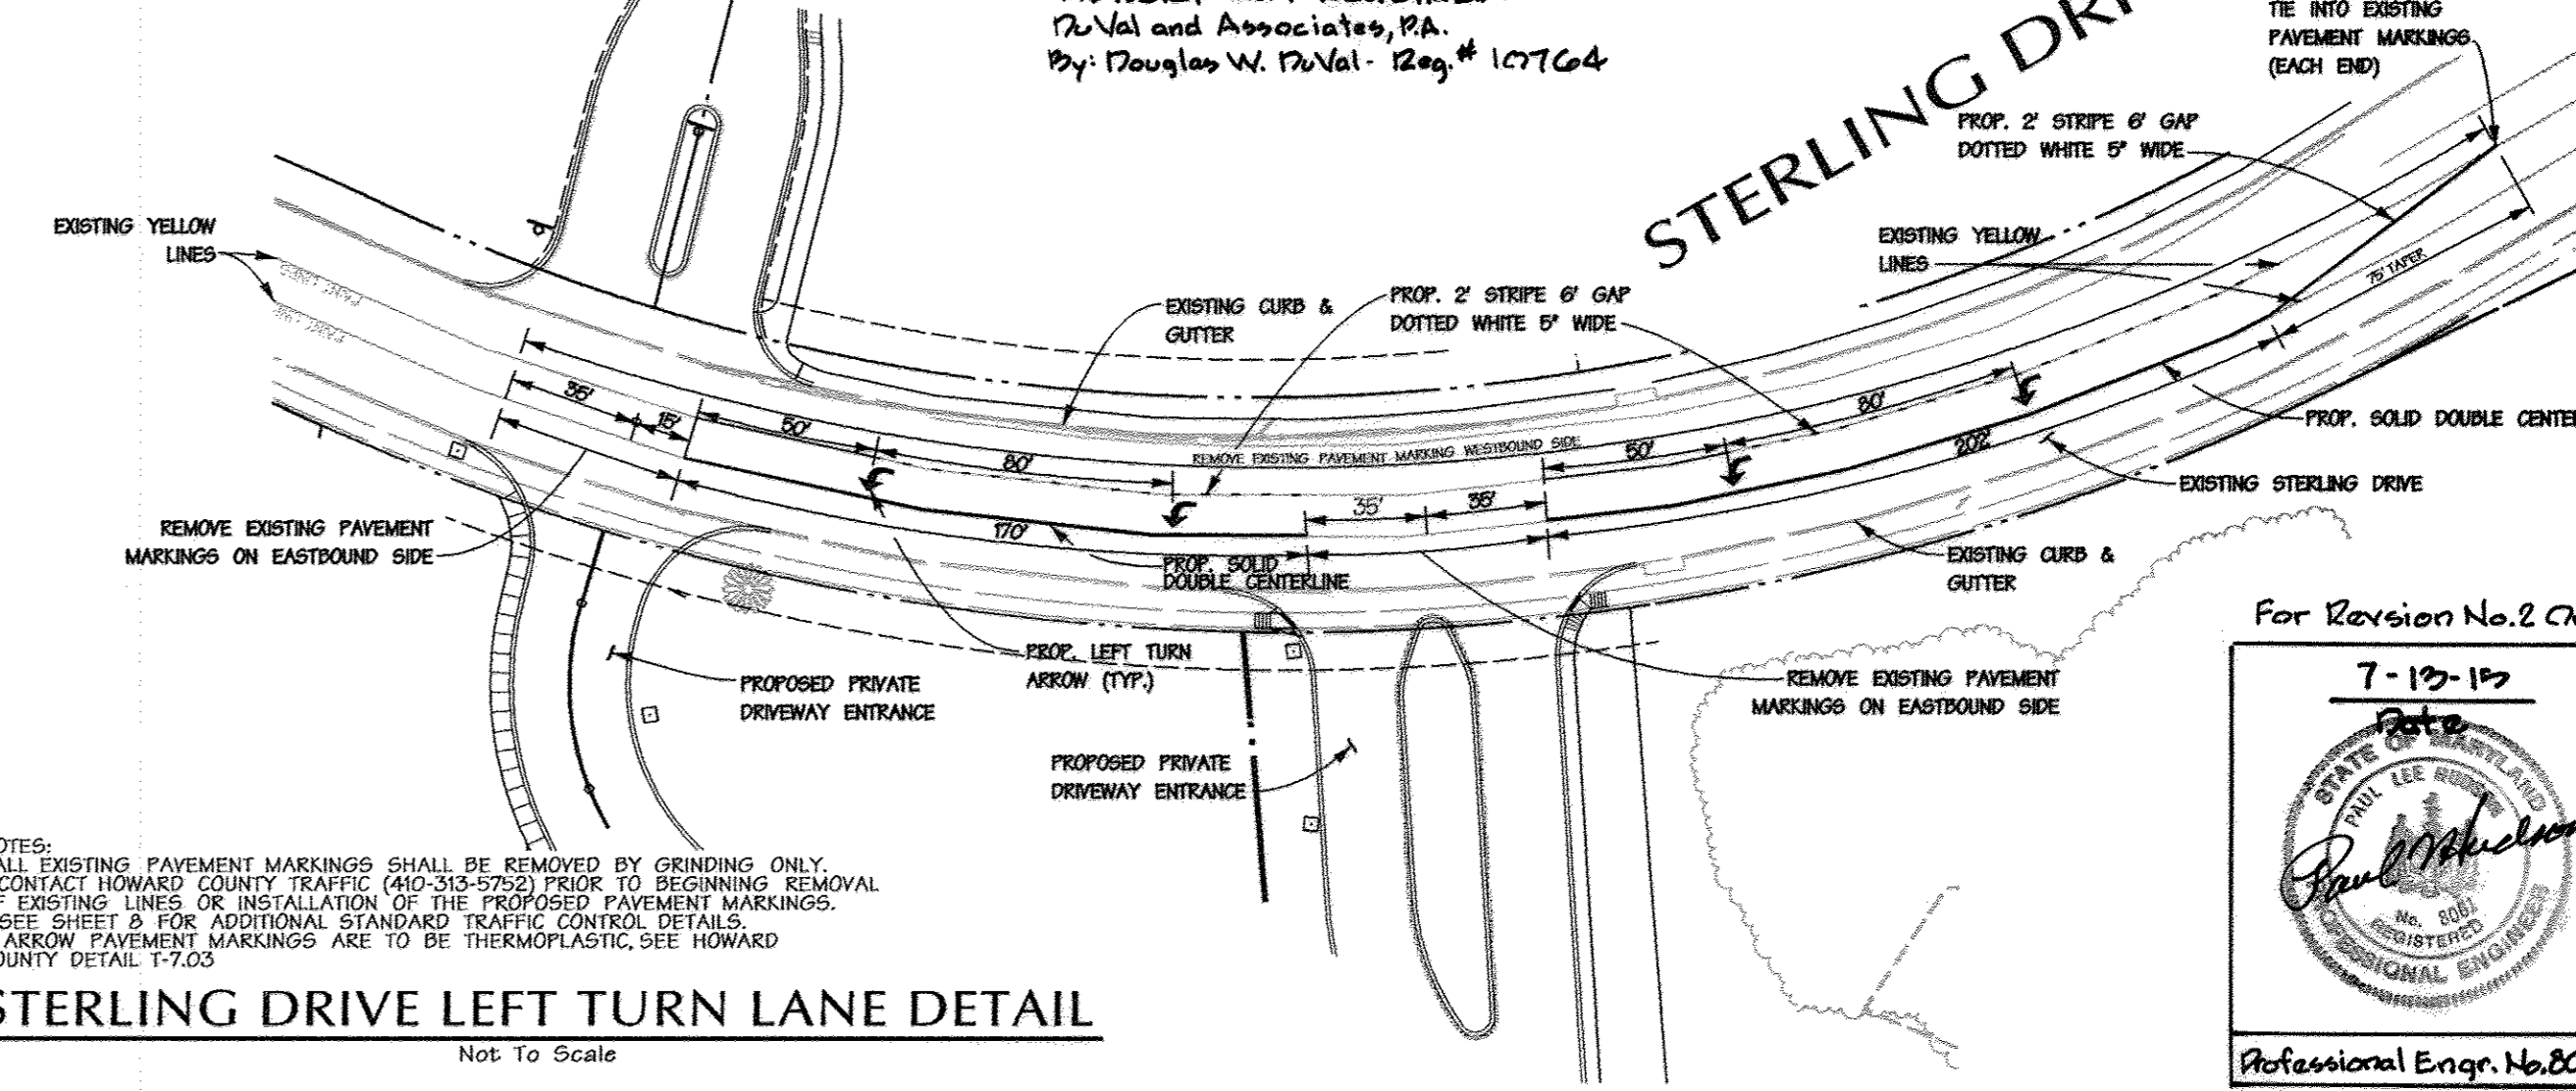 DuVal and Associates, P.A.
By: Douglas W. DuVal - Reg. # 10764
STERLING
TIE INTO EXISTING
PAVEMENT MARKINGS
(EACH END)
PROP. 2' STRIPE 6' GAP
DOTTED WHITE 5" WIDE
EXISTING YELLOW
LINES
EXISTING YELLOW
LINES
75' TAPER
EXISTING CURB &
GUTTER
PROP. 2' STRIPE 6' GAP
DOTTED WHITE 5" WIDE
35'
15'
50'
80'
REMOVE EXISTING PAVEMENT MARKING WESTBOUND SIDE
50'
80'
202'
PROP. SOLID DOUBLE
35'
35'
170'
EXISTING STERLING DRIVE
REMOVE EXISTING PAVEMENT
MARKINGS ON EASTBOUND SIDE
PROP. SOLID
DOUBLE CENTERLINE
EXISTING CURB &
GUTTER
PROP. LEFT TURN
ARROW (TYP.)
PROPOSED PRIVATE
DRIVEWAY ENTRANCE
REMOVE EXISTING PAVEMENT
MARKINGS ON EASTBOUND SIDE
PROPOSED PRIVATE
DRIVEWAY ENTRANCE
For Revsion No.2
7-13-15
Date
STATE OF MARYLAND
PAUL LEE
Paul
No. 8061
REGISTERED
PROFESSIONAL ENGINEER
Professional Engr. No.
OTES:
ALL EXISTING PAVEMENT MARKINGS SHALL BE REMOVED BY GRINDING ONLY.
CONTACT HOWARD COUNTY TRAFFIC (410-313-5752) PRIOR TO BEGINNING REMOVAL
F EXISTING LINES OR INSTALLATION OF THE PROPOSED PAVEMENT MARKINGS.
SEE SHEET 8 FOR ADDITIONAL STANDARD TRAFFIC CONTROL DETAILS.
ARROW PAVEMENT MARKINGS ARE TO BE THERMOPLASTIC, SEE HOWARD
OUNTY DETAIL T-7.03
STERLING DRIVE LEFT TURN LANE DETAIL
Not To Scale